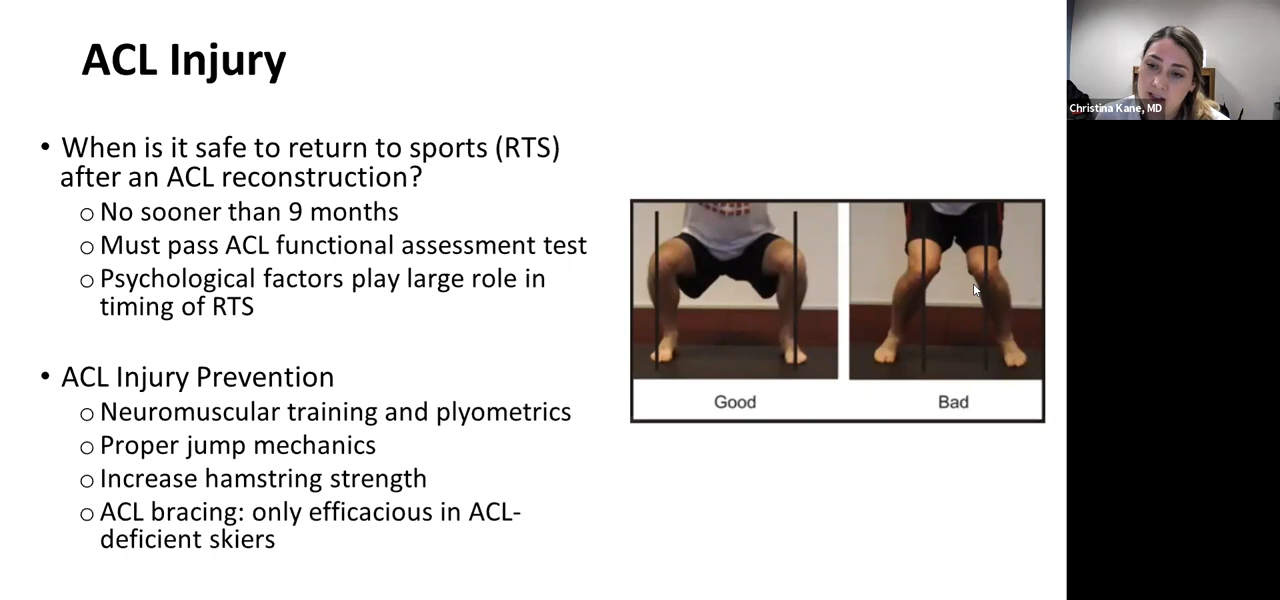 ACL Injury
• When is it safe to return to sports (RTS)
after an ACL reconstruction?
o No sooner than 9 months
o Must pass ACL functional assessment test
o Psychological factors play large role in
timing of RTS
• ACL Injury Prevention
o Neuromuscular training and plyometrics
o Proper jump mechanics
o Increase hamstring strength
o ACL bracing: only efficacious in ACL-
deficient skiers
Good
Bad
Christina Kane, MD